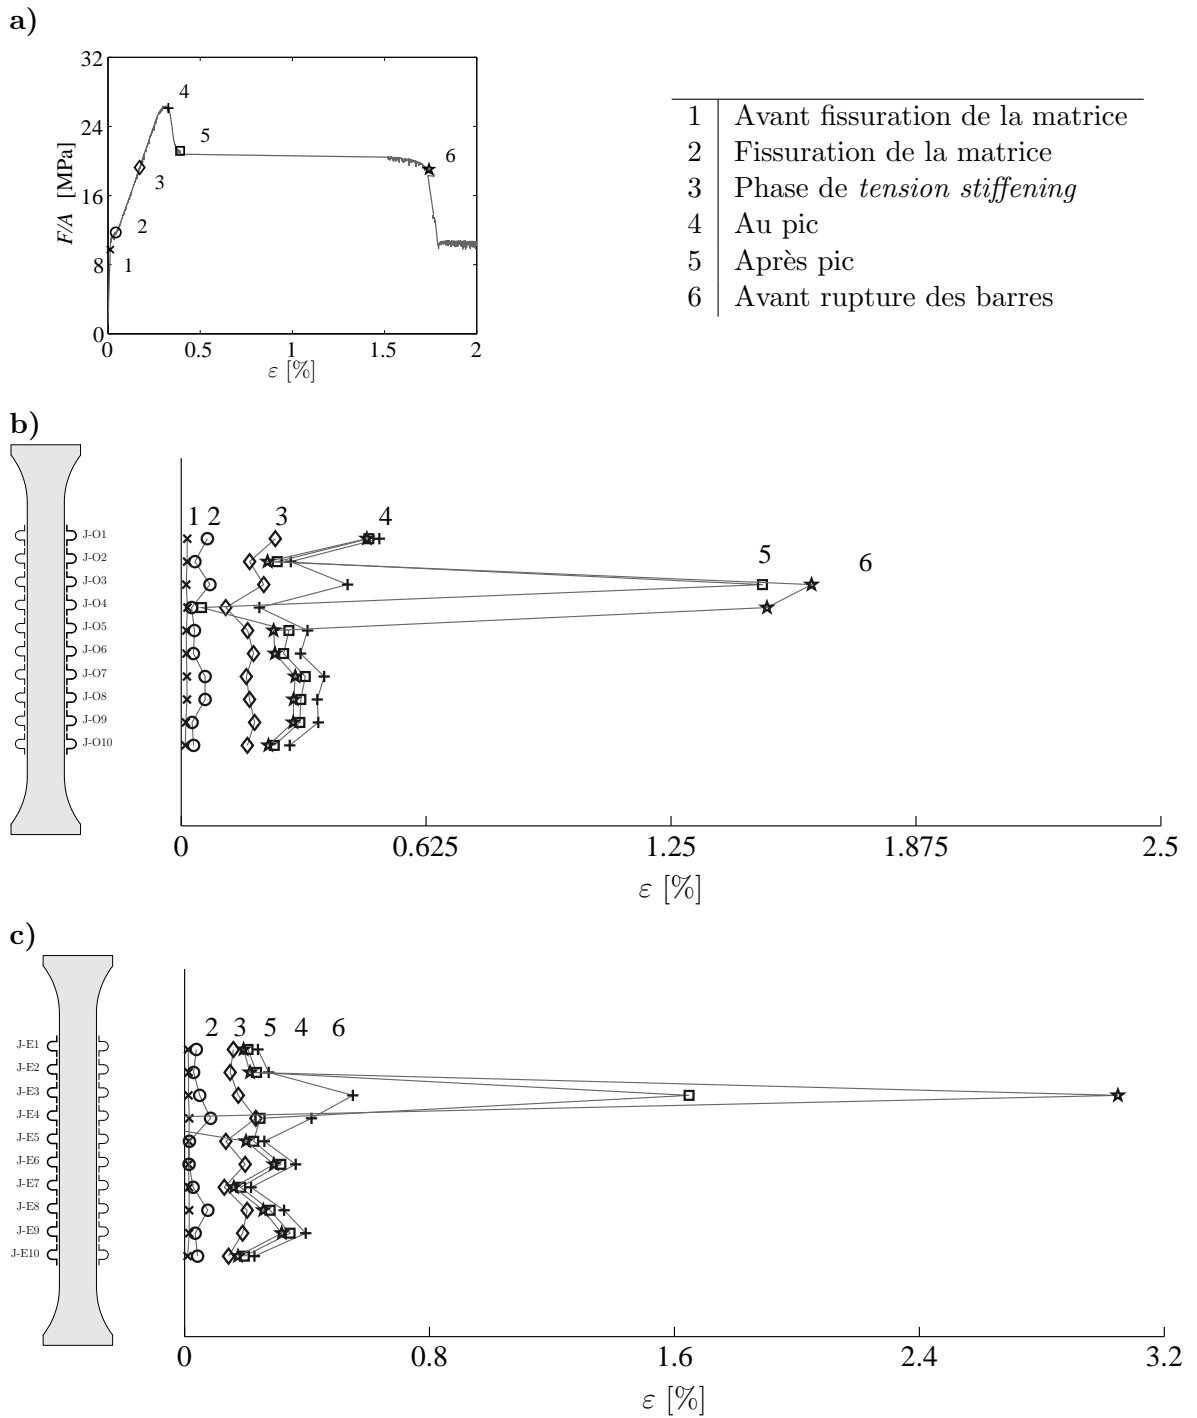 a)
32
24
16
8
0
F/A [MPa]
4
5
6
3
2
1
0 0.5 1 1.5 2
ε [%]
1 Avant fissuration de la matrice
2 Fissuration de la matrice
3 Phase de tension stiffening
4 Au pic
5 Après pic
6 Avant rupture des barres
b)
J-O1
J-O2
J-O3
J-O4
J-O5
J-O6
J-O7
J-O8
J-O9
J-O10
1 2 3 4
5 6
0 0.625 1.25 1.875 2.5
ε [%]
c)
J-E1
J-E2
J-E3
J-E4
J-E5
J-E6
J-E7
J-E8
J-E9
J-E10
2 3 5 4 6
0 0.8 1.6 2.4 3.2
ε [%]